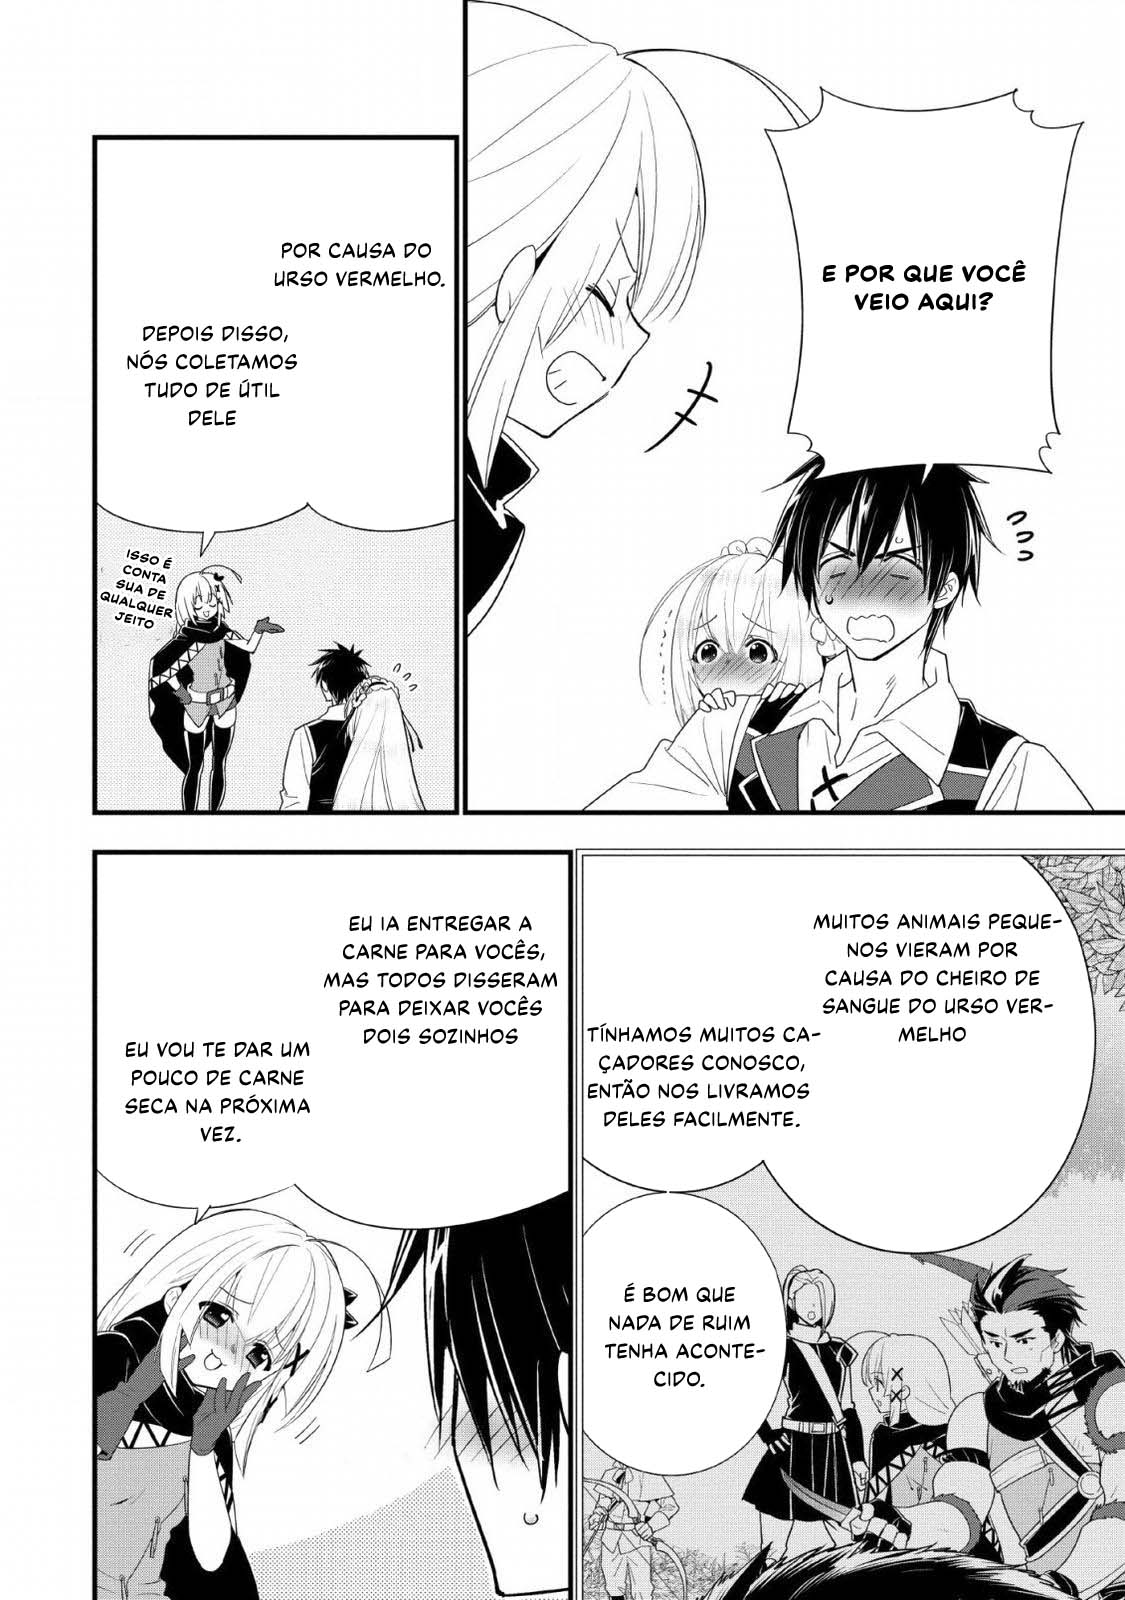 E POR QUE VOCÊ
VEIO AQUI?
POR CAUSA DO
URSO VERMELHO.
DEPOIS DISSO,
NÓS COLETAMOS
TUDO DE ÚTIL
DELE
ISSO É
CONTA
SUA DE
QUALQUER
JEITO
MUITOS ANIMAIS PEQUE-
NOS VIERAM POR
CAUSA DO CHEIRO DE
SANGUE DO URSO VER-
MELHO
TÍNHAMOS MUITOS CA-
ÇADORES CONOSCO,
ENTÃO NOS LIVRAMOS
DELES FACILMENTE.
É BOM QUE
NADA DE RUIM
TENHA ACONTE-
CIDO.
EU IA ENTREGAR A
CARNE PARA VOCÊS,
MAS TODOS DISSERAM
PARA DEIXAR VOCÊS
DOIS SOZINHOS
EU VOU TE DAR UM
POUCO DE CARNE
SECA NA PRÓXIMA
VEZ.